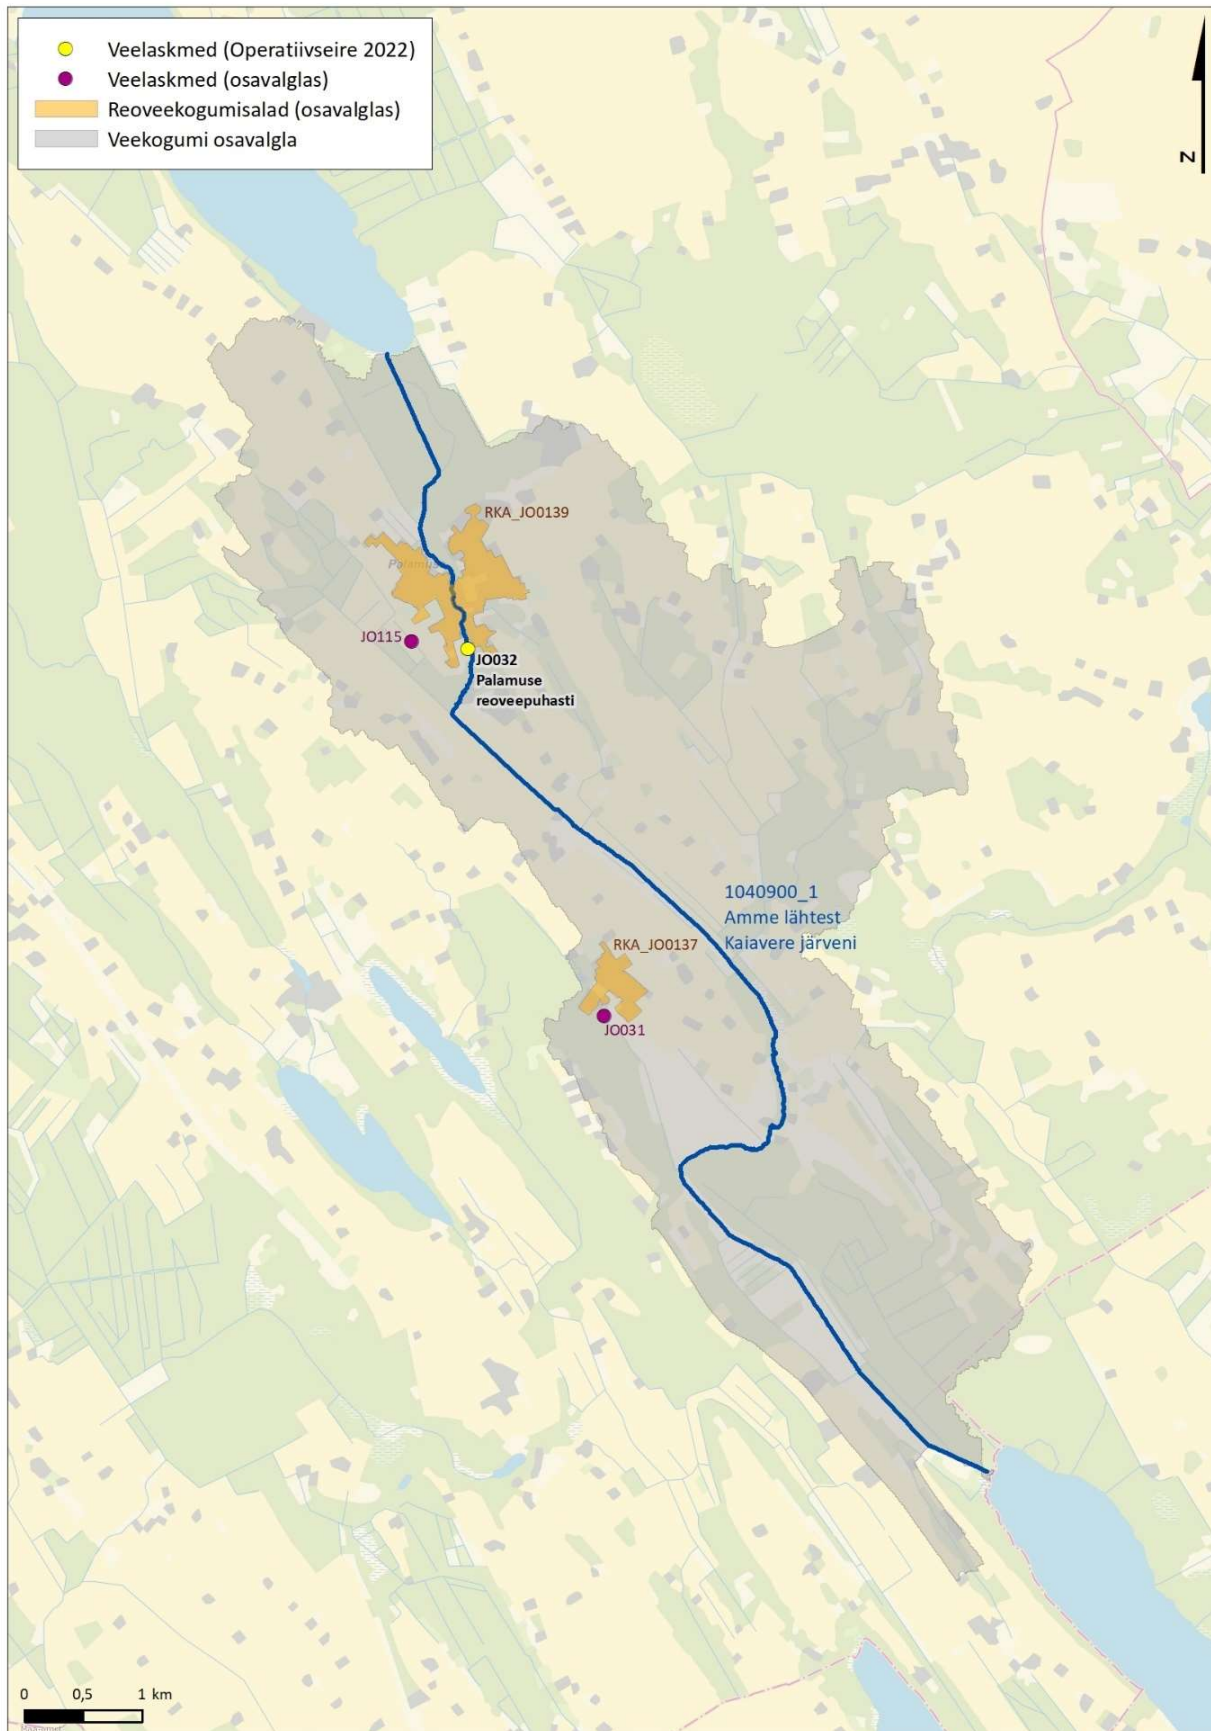 Veelaskmed (Operatiivseire 2022)
Veelaskmed (osavalglas)
Reoveekogumisalad (osavalglas)
Veekogumi osavalgla
N
RKA_JO0139
Palamuse
JO115
JO032
Palamuse
reoveepuhasti
1040900_1
Amme lähtest
Kaiavere järveni
RKA_JO0137
JO031
0 0,5 1 km